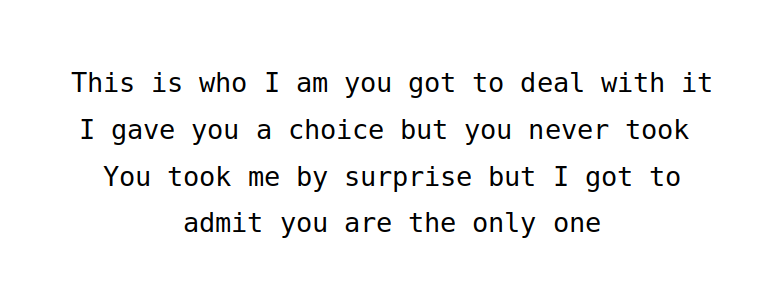 This is who I am you got to deal with it
I gave you a choice but you never took
You took me by surprise but I got to
admit you are the only one